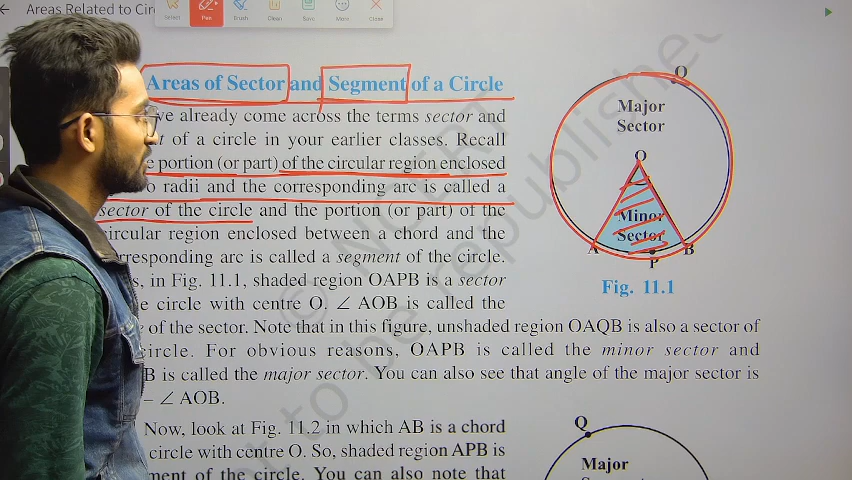 Areas Related to Cir
Select
Pen
Brush
Clean
Save
More
Close
Areas of Sector and Segment of a Circle
ve already come across the terms sector and
of a circle in your earlier classes. Recall
e portion (or part) of the circular region enclosed
o radii and the corresponding arc is called a
sector of the circle and the portion (or part) of the
circular region enclosed between a chord and the
rresponding arc is called a segment of the circle.
s, in Fig. 11.1, shaded region OAPB is a sector
e circle with centre O. ∠ AOB is called the
e of the sector. Note that in this figure, unshaded region OAQB is also a sector of
circle. For obvious reasons, OAPB is called the minor sector and
B is called the major sector. You can also see that angle of the major sector is
– ∠ AOB.
Now, look at Fig. 11.2 in which AB is a chord
circle with centre O. So, shaded region APB is
ment of the circle. You can also note that
Q
Major
Sector
O
Minor
Sector
A
B
P
Fig. 11.1
Q
Major
not to be republished
© NCERT